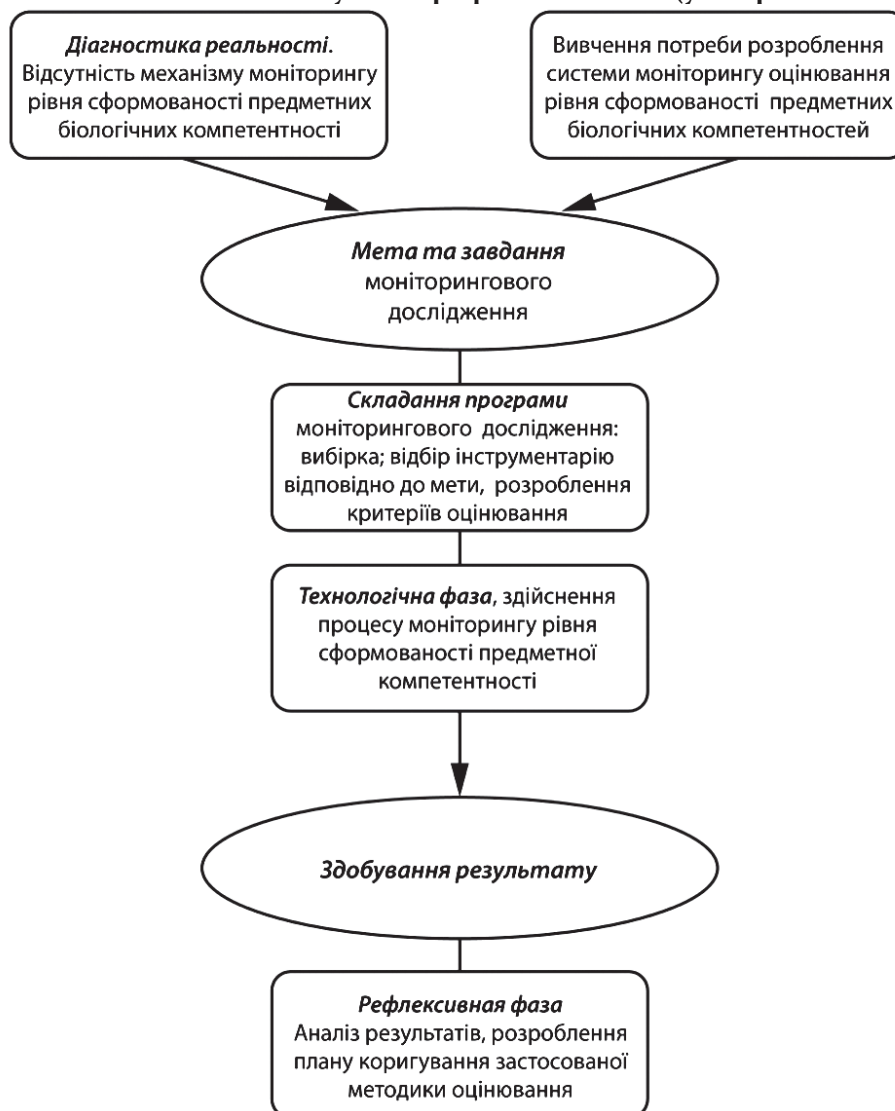 Діагностика реальності.
Відсутність механізму моніторингу
рівня сформованості предметних
біологічних компетентності
Вивчення потреби розроблення
системи моніторингу оцінювання
рівня сформованості предметних
біологічних компетентностей
Мета та завдання
моніторингового
дослідження
Складання програми
моніторингового дослідження:
вибірка; відбір інструментарію
відповідно до мети, розроблення
критеріїв оцінювання
Технологічна фаза, здійснення
процесу моніторингу рівня
сформованості предметної
компетентності
Здобування результату
Рефлексивная фаза
Аналіз результатів, розроблення
плану коригування застосованої
методики оцінювання